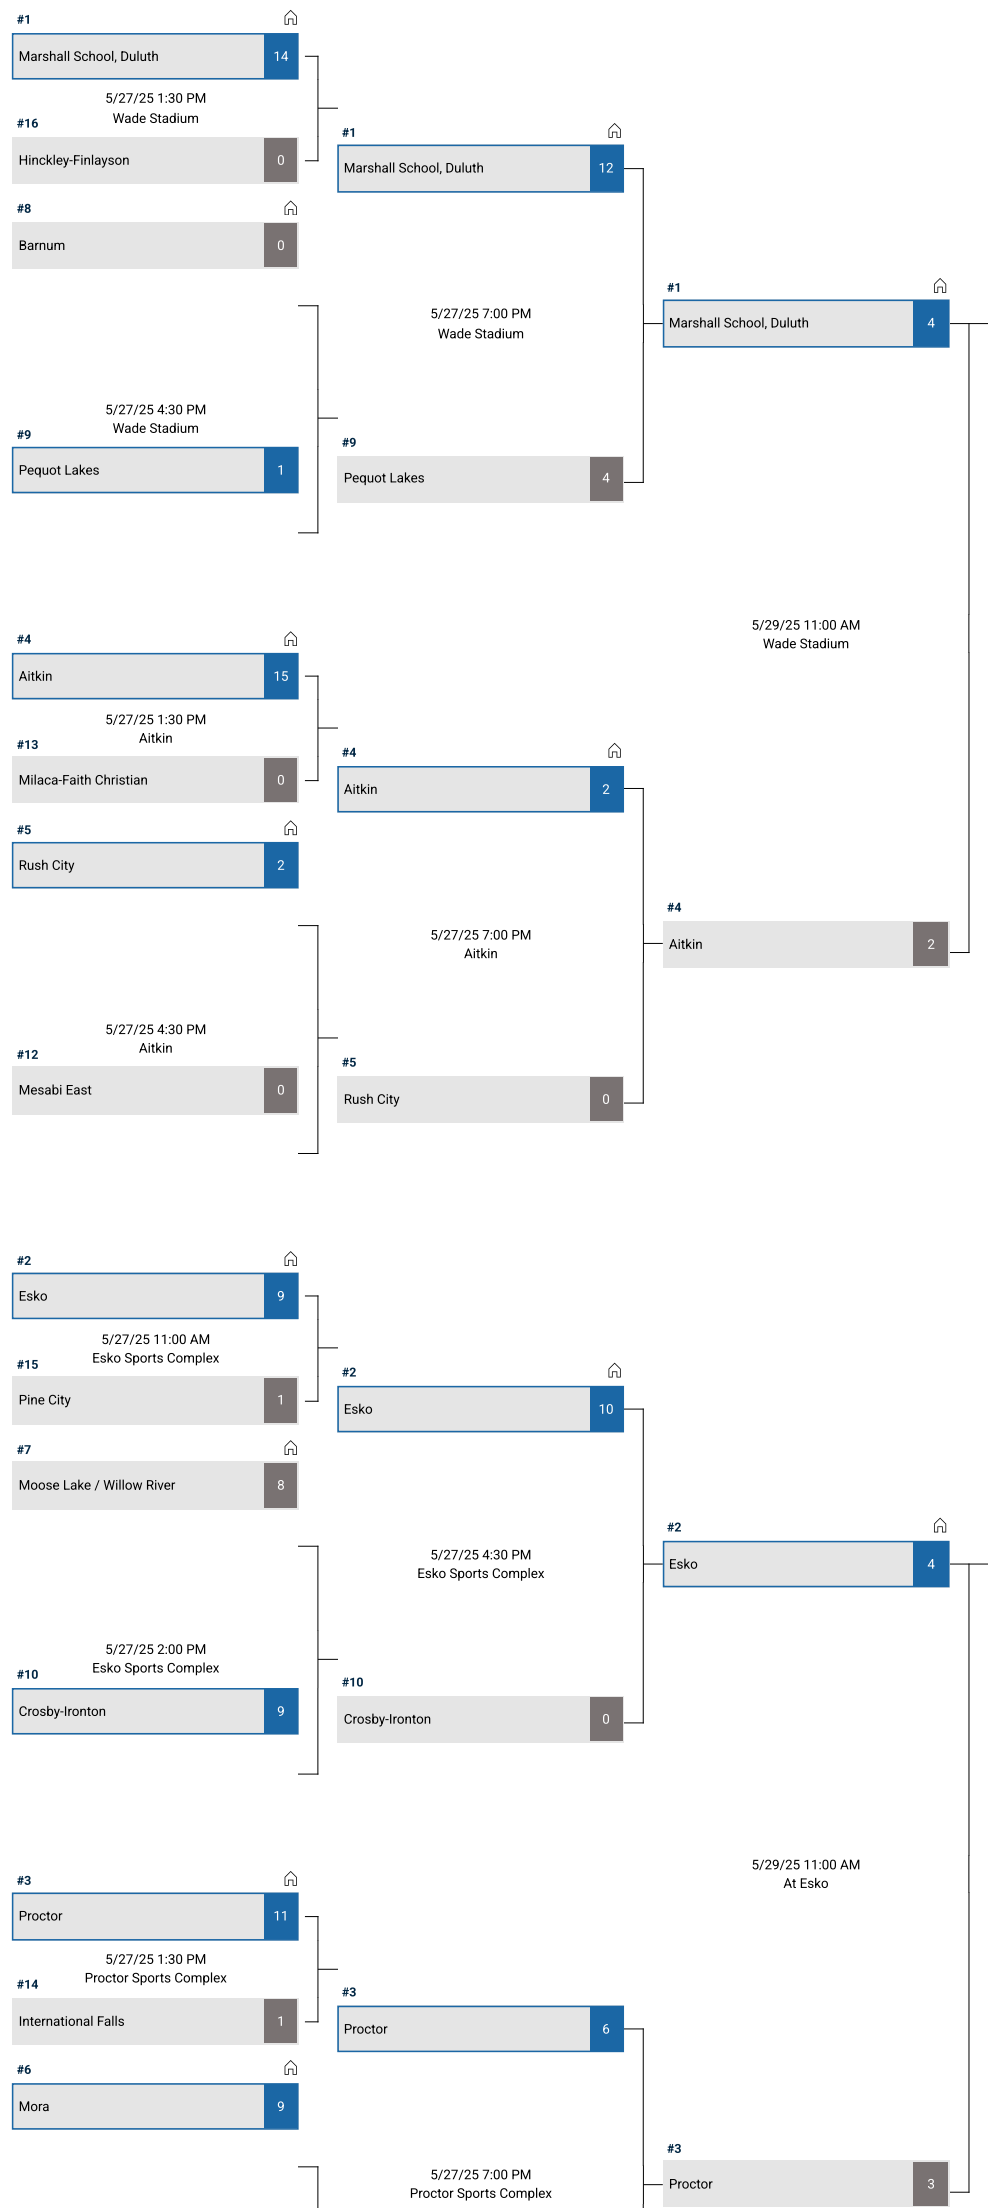 #1
Marshall School, Duluth 14
5/27/25 1:30 PM
Wade Stadium
#16
Hinckley-Finlayson 0
#1
Marshall School, Duluth 12
#8
Barnum 0
#1
Marshall School, Duluth 4
5/27/25 7:00 PM
Wade Stadium
5/27/25 4:30 PM
Wade Stadium
#9
Pequot Lakes 1
#9
Pequot Lakes 4
5/29/25 11:00 AM
Wade Stadium
#4
Aitkin 15
5/27/25 1:30 PM
Aitkin
#13
Milaca-Faith Christian 0
#4
Aitkin 2
#5
Rush City 2
#4
Aitkin 2
5/27/25 7:00 PM
Aitkin
5/27/25 4:30 PM
Aitkin
#12
Mesabi East 0
#5
Rush City 0
#2
Esko 9
5/27/25 11:00 AM
Esko Sports Complex
#15
Pine City 1
#2
Esko 10
#7
Moose Lake / Willow River 8
#2
Esko 4
5/27/25 4:30 PM
Esko Sports Complex
5/27/25 2:00 PM
Esko Sports Complex
#10
Crosby-Ironton 9
#10
Crosby-Ironton 0
5/29/25 11:00 AM
At Esko
#3
Proctor 11
5/27/25 1:30 PM
Proctor Sports Complex
#14
International Falls 1
#3
Proctor 6
#6
Mora 9
#3
Proctor 3
5/27/25 7:00 PM
Proctor Sports Complex